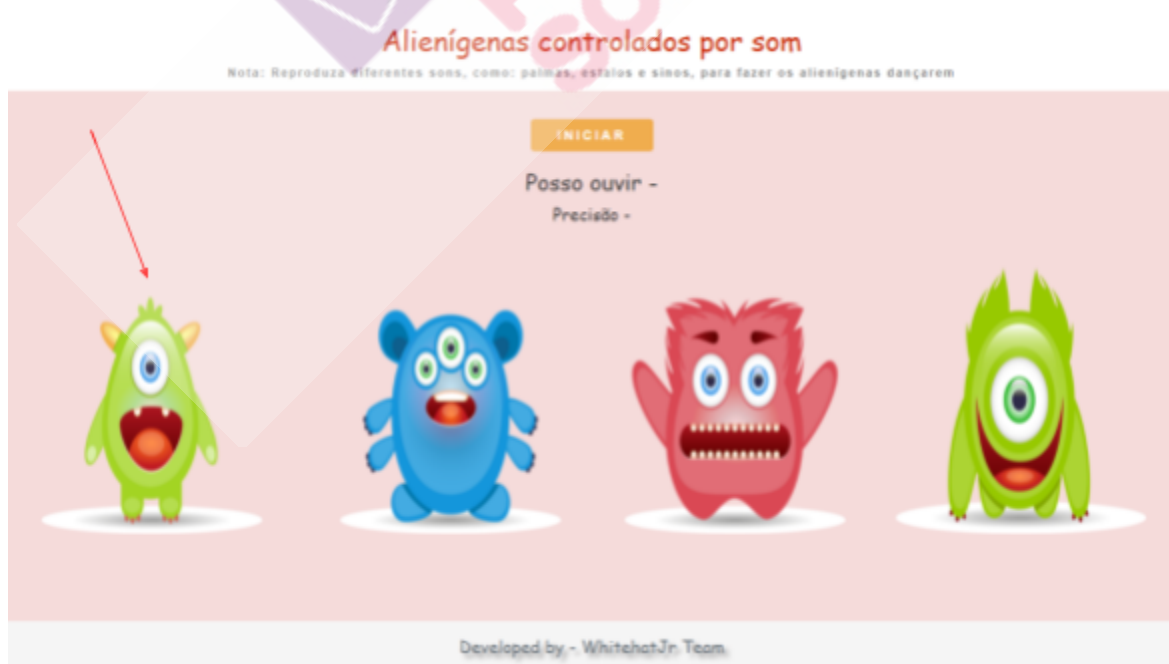 Alienígenas controlados por som
Nota: Reproduza diferentes sons, como: palmas, estalos e sinos, para fazer os alienígenas dançarem
INICIAR
Posso ouvir -
Precisão -
Developed by - WhitehatJr Team